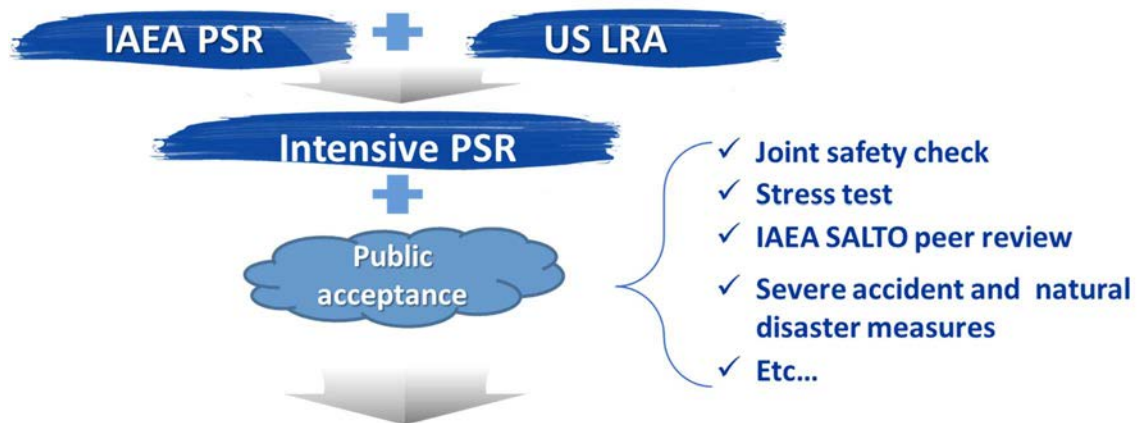 IAEA PSR
US LRA
Intensive PSR
Public
acceptance
✓ Joint safety check
✓ Stress test
✓ IAEA SALTO peer review
✓ Severe accident and natural
disaster measures
✓ Etc...